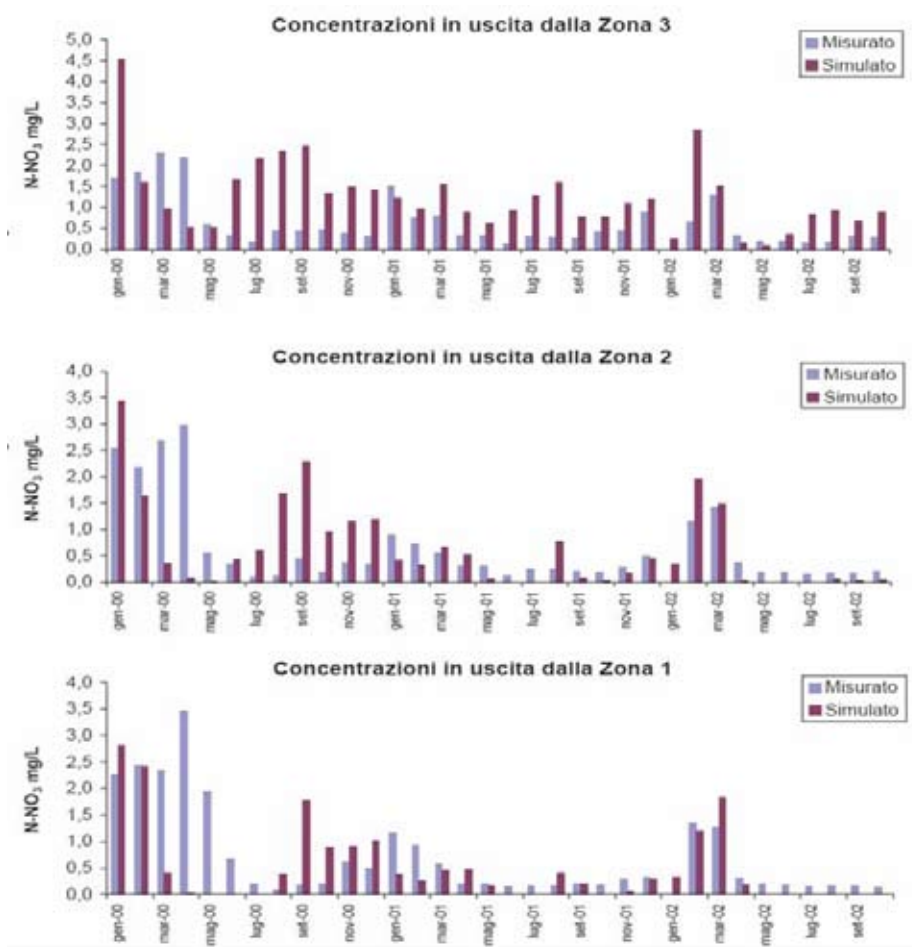 Concentrazioni in uscita dalla Zona 3
N-NO3 mg/L
5,0
4,5
4,0
3,5
3,0
2,5
2,0
1,5
1,0
0,5
0,0
Misurato
Simulato
gen-00
mar-00
mag-00
lug-00
set-00
nov-00
gen-01
mar-01
mag-01
lug-01
set-01
nov-01
gen-02
mar-02
mag-02
lug-02
set-02
Concentrazioni in uscita dalla Zona 2
N-NO3 mg/L
4,0
3,5
3,0
2,5
2,0
1,5
1,0
0,5
0,0
Misurato
Simulato
gen-00
mar-00
mag-00
lug-00
set-00
nov-00
gen-01
mar-01
mag-01
lug-01
set-01
nov-01
gen-02
mar-02
mag-02
lug-02
set-02
Concentrazioni in uscita dalla Zona 1
N-NO3 mg/L
4,0
3,5
3,0
2,5
2,0
1,5
1,0
0,5
0,0
Misurato
Simulato
gen-00
mar-00
mag-00
lug-00
set-00
nov-00
gen-01
mar-01
mag-01
lug-01
set-01
nov-01
gen-02
mar-02
mag-02
lug-02
set-02